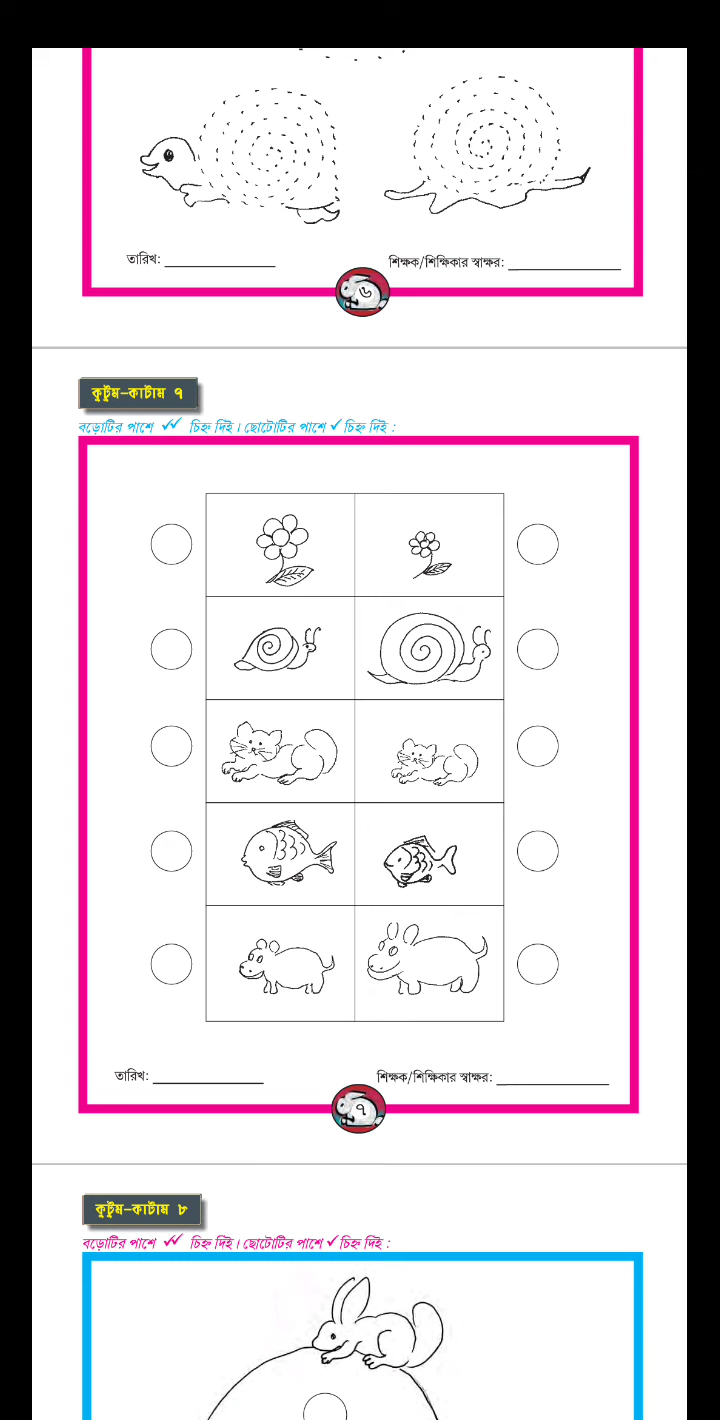 তারিখ: শিক্ষক/শিক্ষিকার স্বাক্ষর:
৬
কুটুম-কাটাম ৭
বড়োটির পাশে ✓✓ চিহ্ন দিই। ছোটোটির পাশে ✓ চিহ্ন দিই :
তারিখ: শিক্ষক/শিক্ষিকার স্বাক্ষর:
৭
কুটুম-কাটাম ৮
বড়োটির পাশে ✓✓ চিহ্ন দিই। ছোটোটির পাশে ✓ চিহ্ন দিই :